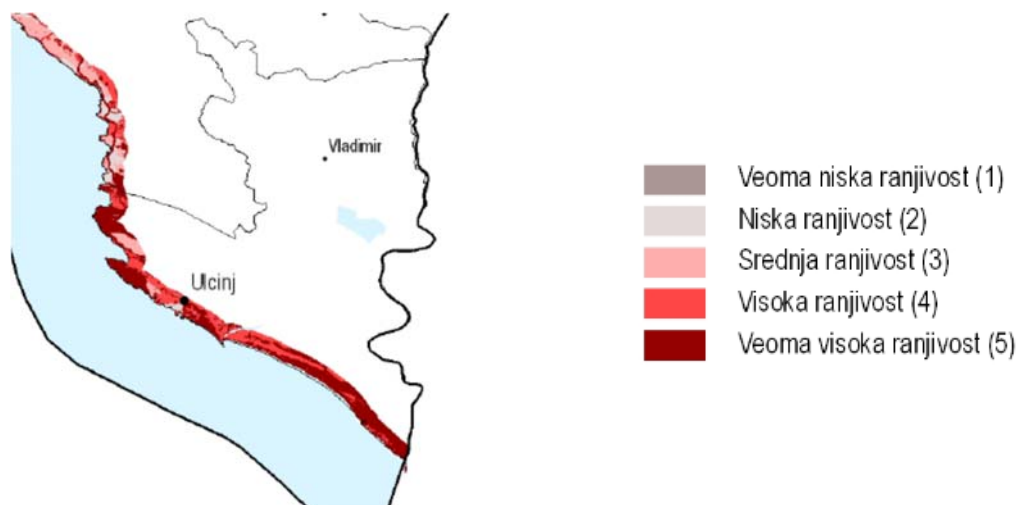 Vladimir
Ulcinj
Veoma niska ranjivost (1)
Niska ranjivost (2)
Srednja ranjivost (3)
Visoka ranjivost (4)
Veoma visoka ranjivost (5)